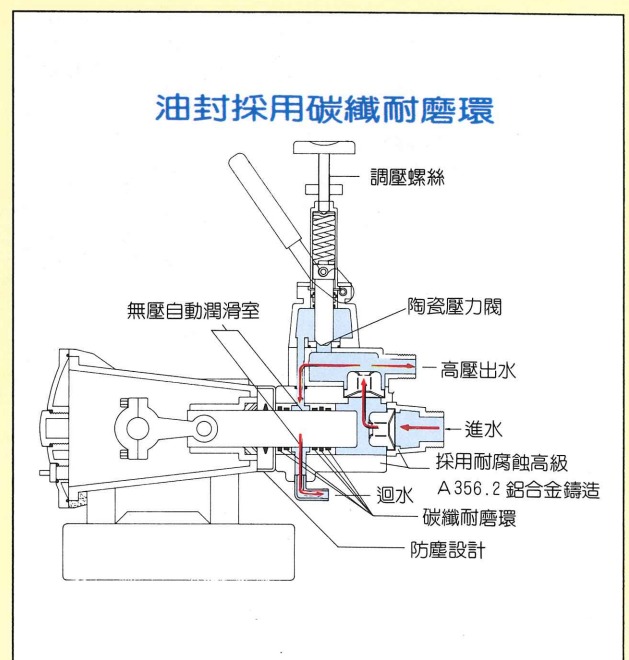 油封採用碳纖耐磨環
調壓螺絲
無壓自動潤滑室
陶瓷壓力閥
高壓出水
進水
採用耐腐蝕高級
A356.2鋁合金鑄造
迴水
碳纖耐磨環
防塵設計